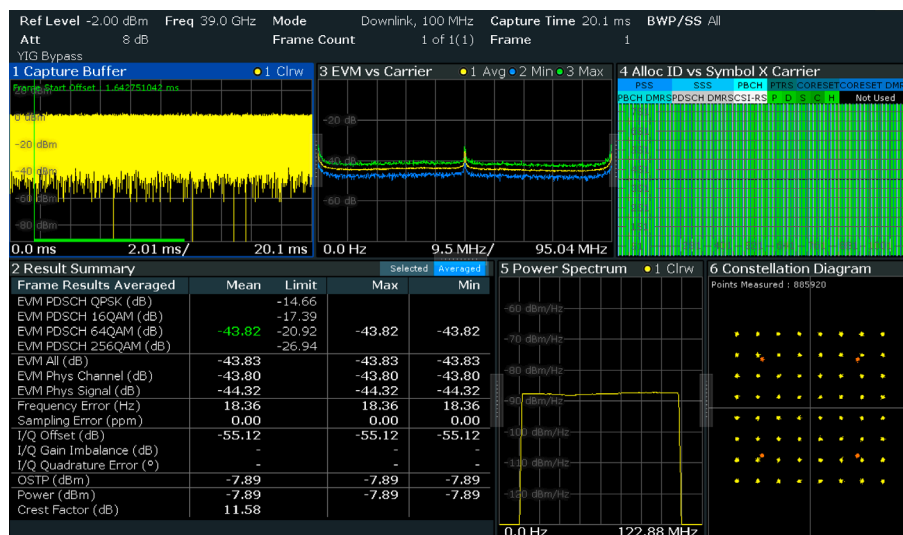 Ref Level -2.00 dBm Freq 39.0 GHz Mode Downlink, 100 MHz Capture Time 20.1 ms BWP/SS All
Att 8 dB Frame Count 1 of 1(1) Frame 1
YIG Bypass
1 Capture Buffer 1 Clrw
Frame Start Offset : 1.642751042 ms
0 dBm
-20 dBm
-40 dBm
-60 dBm
-80 dBm
0.0 ms 2.01 ms/ 20.1 ms
3 EVM vs Carrier 1 Avg 2 Min 3 Max
-20 dB
-40 dB
-60 dB
0.0 Hz 9.5 MHz/ 95.04 MHz
4 Alloc ID vs Symbol X Carrier
PSS SSS PBCH PTRS CORESET CORESET DMR
PBCH DMRS PDSCH DMRS CSI-RS P D S C H Not Used
2 Result Summary Selected Averaged
Frame Results Averaged Mean Limit Max Min
EVM PDSCH QPSK (dB) -14.66
EVM PDSCH 16QAM (dB) -17.39
EVM PDSCH 64QAM (dB) -43.82 -20.92 -43.82 -43.82
EVM PDSCH 256QAM (dB) -26.94
EVM All (dB) -43.83 -43.83 -43.83
EVM Phys Channel (dB) -43.80 -43.80 -43.80
EVM Phys Signal (dB) -44.32 -44.32 -44.32
Frequency Error (Hz) 18.36 18.36 18.36
Sampling Error (ppm) 0.00 0.00 0.00
I/Q Offset (dB) -55.12 -55.12 -55.12
I/Q Gain Imbalance (dB) - - -
I/Q Quadrature Error (º) - - -
OSTP (dBm) -7.89 -7.89 -7.89
Power (dBm) -7.89 -7.89 -7.89
Crest Factor (dB) 11.58
5 Power Spectrum 1 Clrw
-60 dBm/Hz
-70 dBm/Hz
-80 dBm/Hz
-90 dBm/Hz
-100 dBm/Hz
-110 dBm/Hz
-120 dBm/Hz
0.0 Hz 122.88 MHz
6 Constellation Diagram
Points Measured : 885920